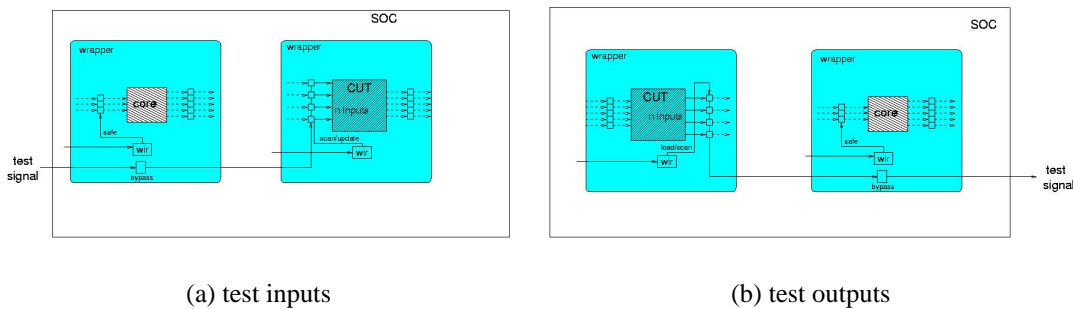 SOC
wrapper
core
safe
wir
bypass
test
signal
wrapper
CUT
n inputs
scan/update
wir
(a) test inputs
SOC
wrapper
CUT
n inputs
load/scan
wir
wrapper
core
safe
wir
bypass
test
signal
(b) test outputs